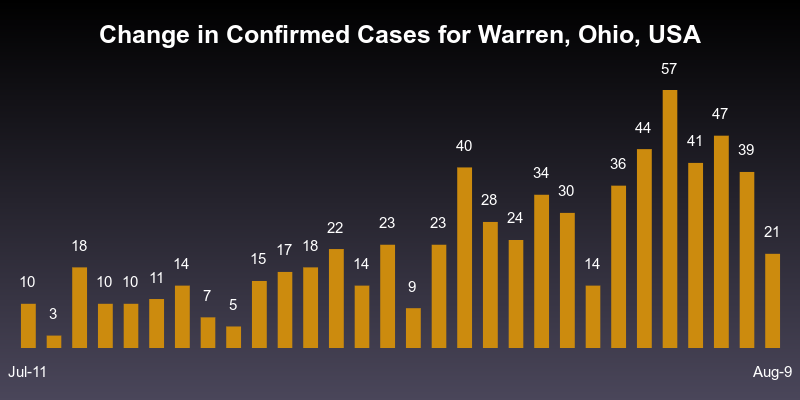 Change in Confirmed Cases for Warren, Ohio, USA
10 3 18 10 10 11 14 7 5 15 17 18 22 14 23 9 23 40 28 24 34 30 14 36 44 57 41 47 39 21
Jul-11 Aug-9